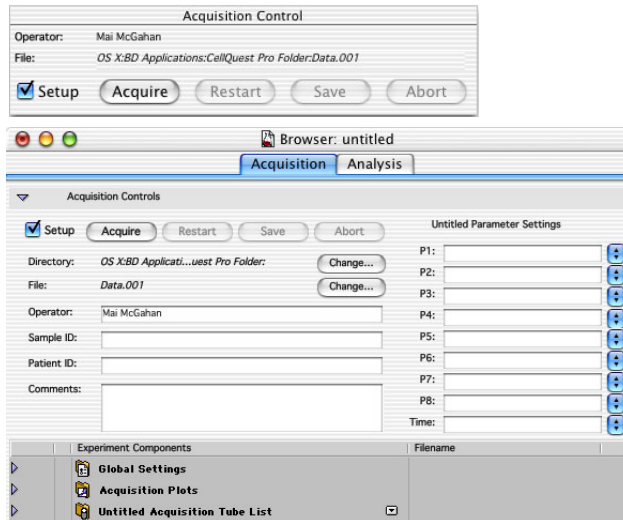 Acquisition Control
Operator: Mai McGahan
File: OS X:BD Applications:CellQuest Pro Folder:Data.001
Setup Acquire Restart Save Abort
Browser: untitled
Acquisition Analysis
Acquisition Controls
Setup Acquire Restart Save Abort
Directory: OS X:BD Applicati...uest Pro Folder: Change...
File: Data.001 Change...
Operator: Mai McGahan
Sample ID:
Patient ID:
Comments:
Untitled Parameter Settings
P1:
P2:
P3:
P4:
P5:
P6:
P7:
P8:
Time:
Experiment Components Filename
Global Settings
Acquisition Plots
Untitled Acquisition Tube List